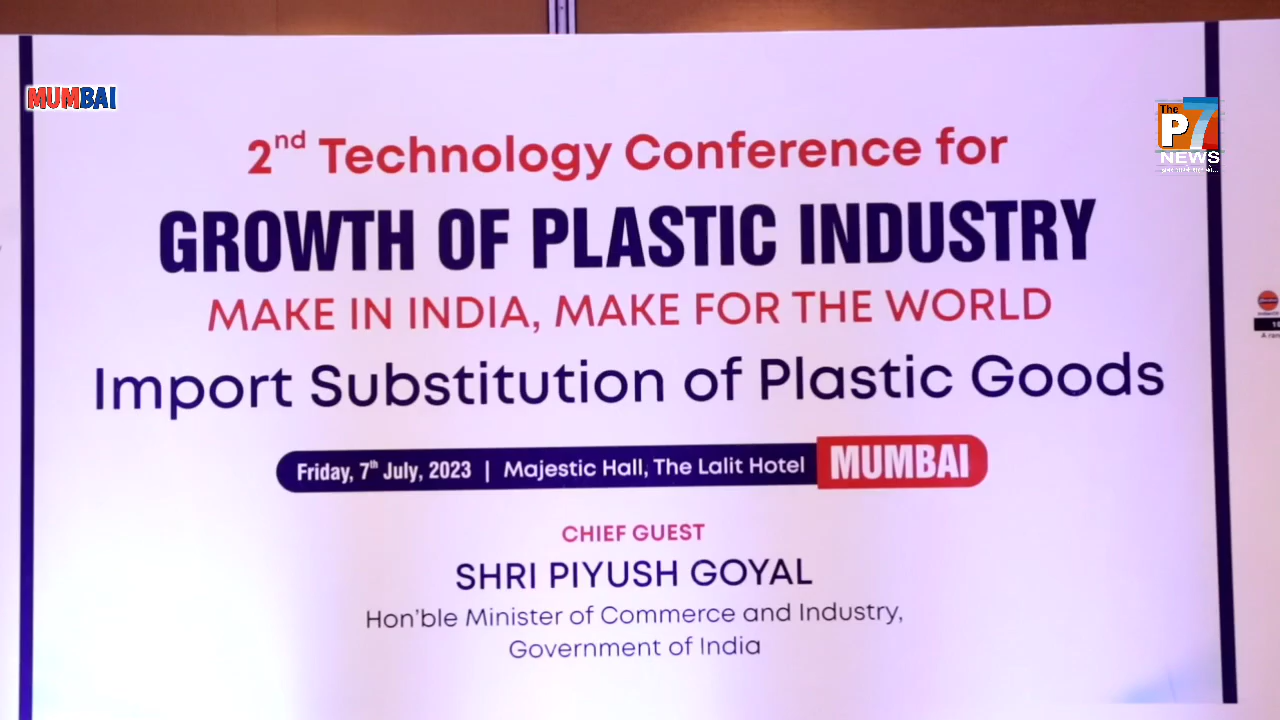 MUMBAI
The
P7
NEWS
2nd Technology Conference for
GROWTH OF PLASTIC INDUSTRY
MAKE IN INDIA, MAKE FOR THE WORLD
Import Substitution of Plastic Goods
Friday, 7th July, 2023 | Majestic Hall, The Lalit Hotel MUMBAI
CHIEF GUEST
SHRI PIYUSH GOYAL
Hon'ble Minister of Commerce and Industry,
Government of India